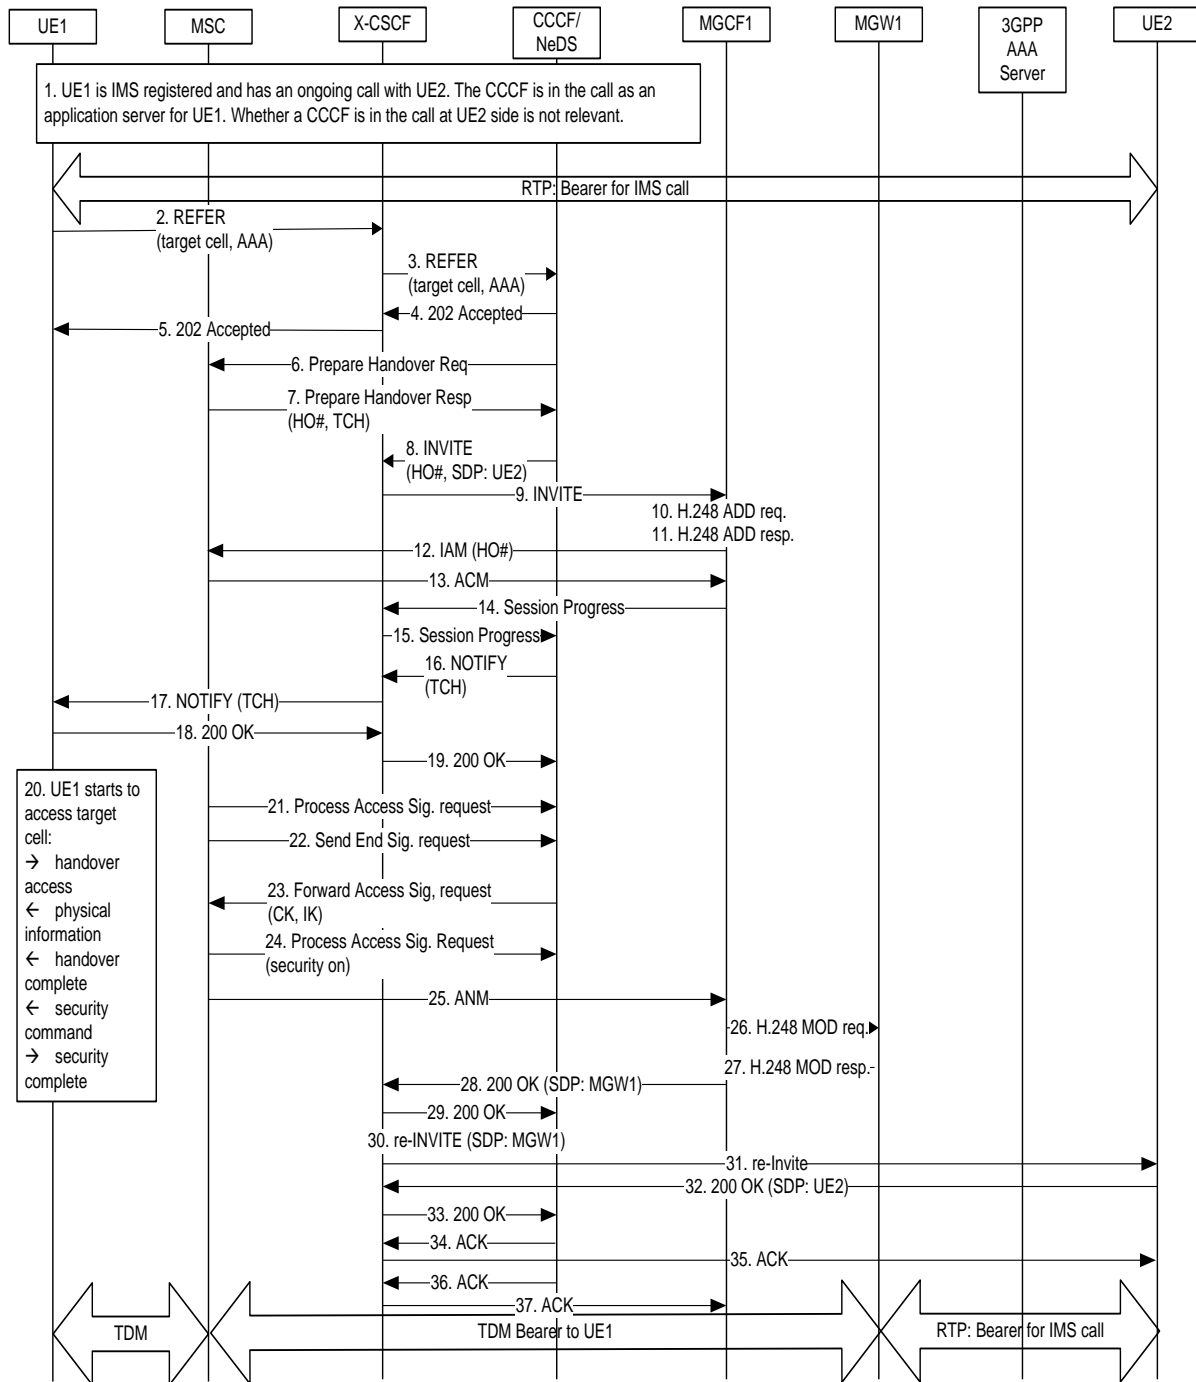 UE1
MSC
X-CSCF
CCCF/
NeDS
MGCF1
MGW1
3GPP
AAA
Server
UE2
1. UE1 is IMS registered and has an ongoing call with UE2. The CCCF is in the call as an
application server for UE1. Whether a CCCF is in the call at UE2 side is not relevant.
RTP: Bearer for IMS call
2. REFER
(target cell, AAA)
3. REFER
(target cell, AAA)
4. 202 Accepted
5. 202 Accepted
6. Prepare Handover Req
7. Prepare Handover Resp
(HO#, TCH)
8. INVITE
(HO#, SDP: UE2)
9. INVITE
10. H.248 ADD req.
11. H.248 ADD resp.
12. IAM (HO#)
13. ACM
14. Session Progress
15. Session Progress
16. NOTIFY
(TCH)
17. NOTIFY (TCH)
18. 200 OK
19. 200 OK
20. UE1 starts to
access target
cell:
→ handover
access
← physical
information
← handover
complete
← security
command
→ security
complete
21. Process Access Sig. request
22. Send End Sig. request
23. Forward Access Sig, request
(CK, IK)
24. Process Access Sig. Request
(security on)
25. ANM
26. H.248 MOD req.
27. H.248 MOD resp.
28. 200 OK (SDP: MGW1)
29. 200 OK
30. re-INVITE (SDP: MGW1)
31. re-Invite
32. 200 OK (SDP: UE2)
33. 200 OK
34. ACK
35. ACK
36. ACK
37. ACK
TDM
TDM Bearer to UE1
RTP: Bearer for IMS call